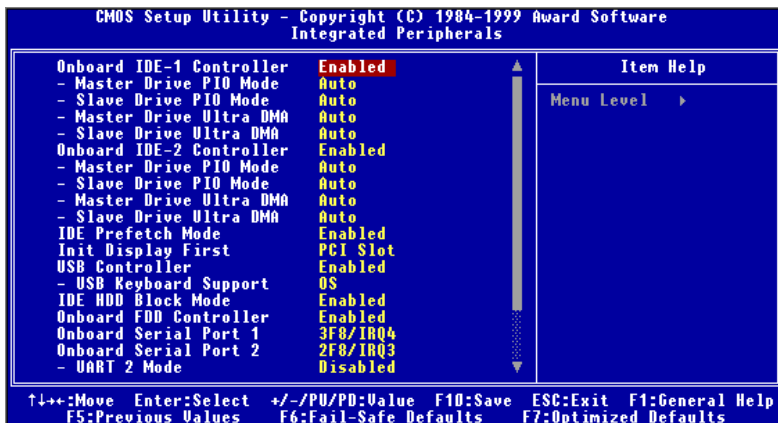 CMOS Setup Utility - Copyright (C) 1984-1999 Award Software
Integrated Peripherals
Onboard IDE-1 Controller Enabled
- Master Drive PIO Mode Auto
- Slave Drive PIO Mode Auto
- Master Drive Ultra DMA Auto
- Slave Drive Ultra DMA Auto
Onboard IDE-2 Controller Enabled
- Master Drive PIO Mode Auto
- Slave Drive PIO Mode Auto
- Master Drive Ultra DMA Auto
- Slave Drive Ultra DMA Auto
IDE Prefetch Mode Enabled
Init Display First PCI Slot
USB Controller Enabled
- USB Keyboard Support OS
IDE HDD Block Mode Enabled
Onboard FDD Controller Enabled
Onboard Serial Port 1 3F8/IRQ4
Onboard Serial Port 2 2F8/IRQ3
- UART 2 Mode Disabled
Item Help
Menu Level ▸
↑↓→←:Move Enter:Select +/-/PU/PD:Value F10:Save ESC:Exit F1:General Help
F5:Previous Values F6:Fail-Safe Defaults F7:Optimized Defaults